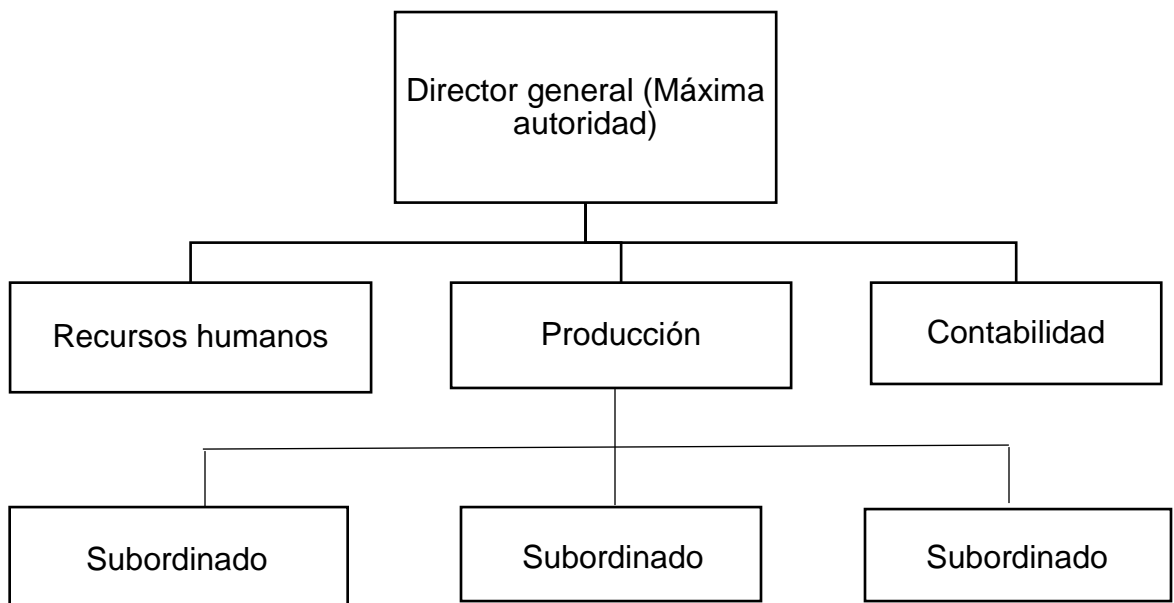 Director general (Máxima
autoridad)
Recursos humanos
Producción
Contabilidad
Subordinado
Subordinado
Subordinado